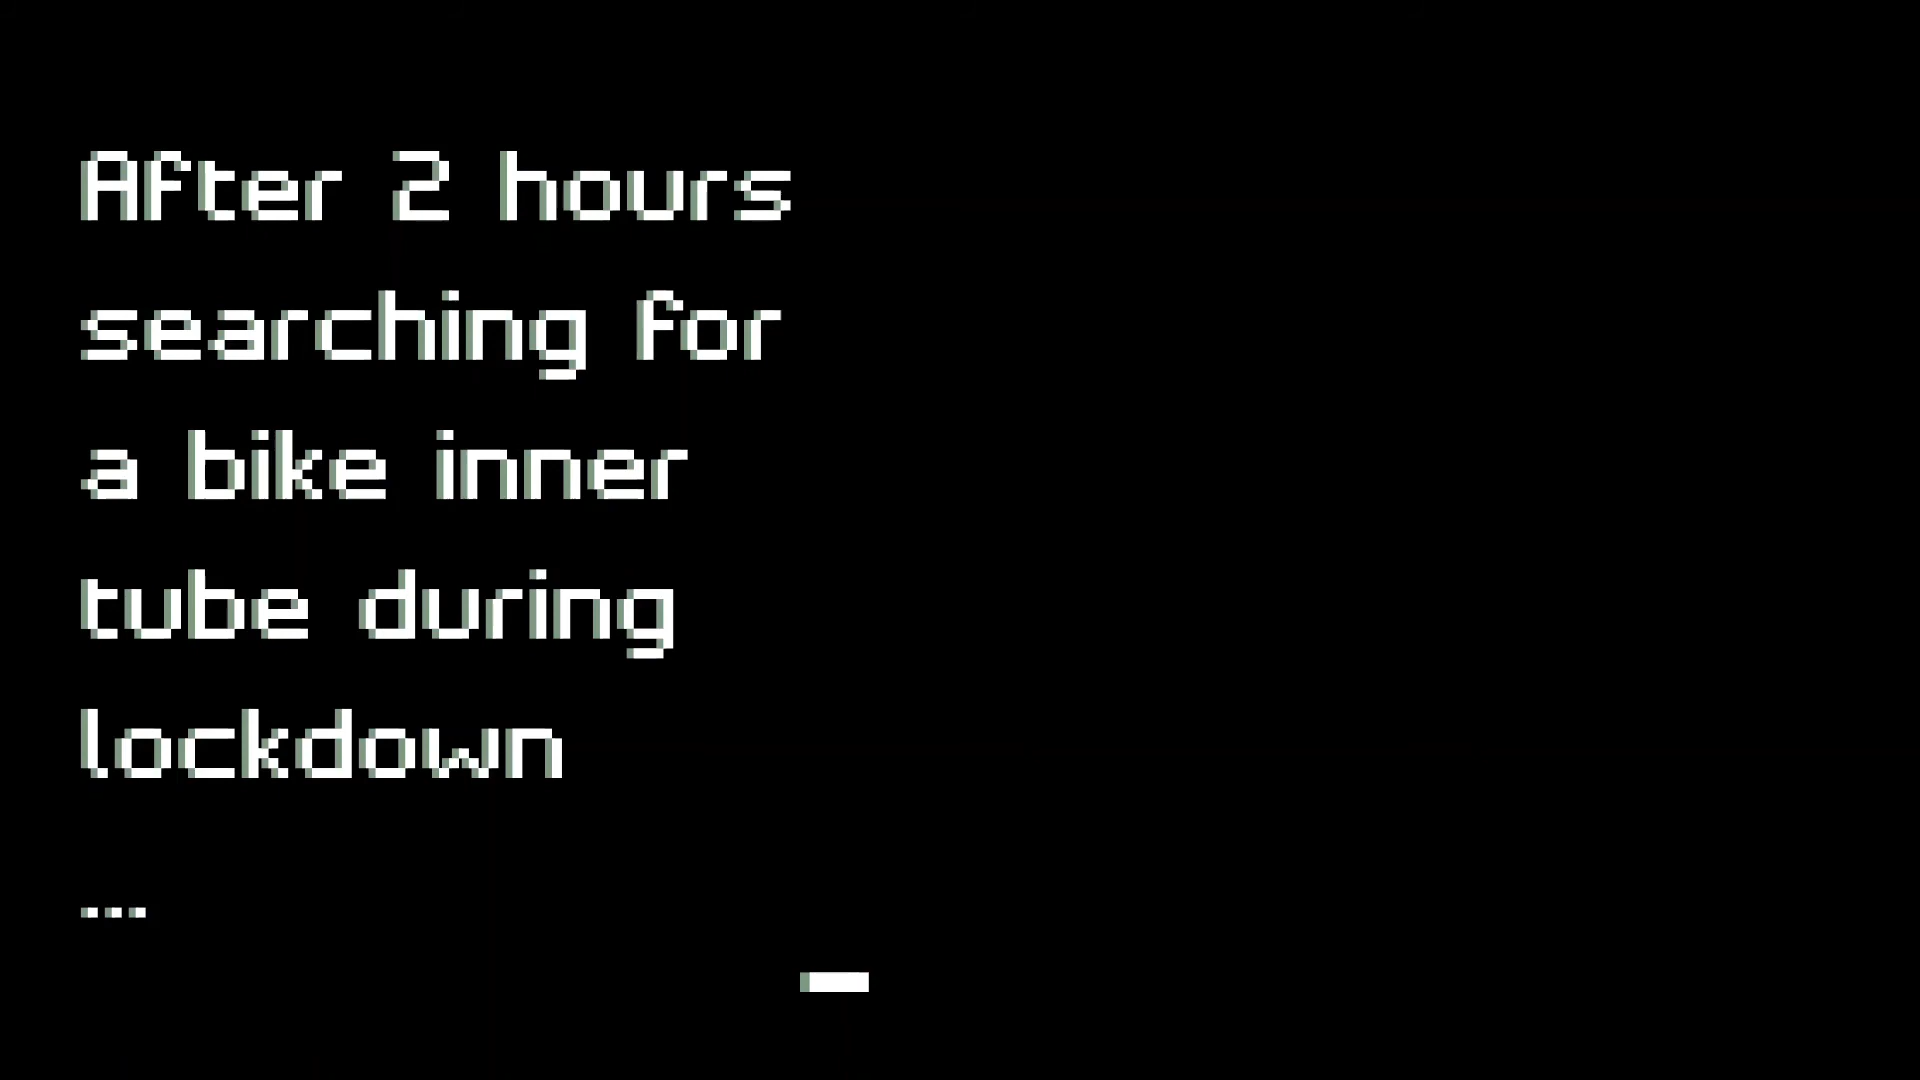 After 2 hours
searching for
a bike inner
tube during
lockdown
...